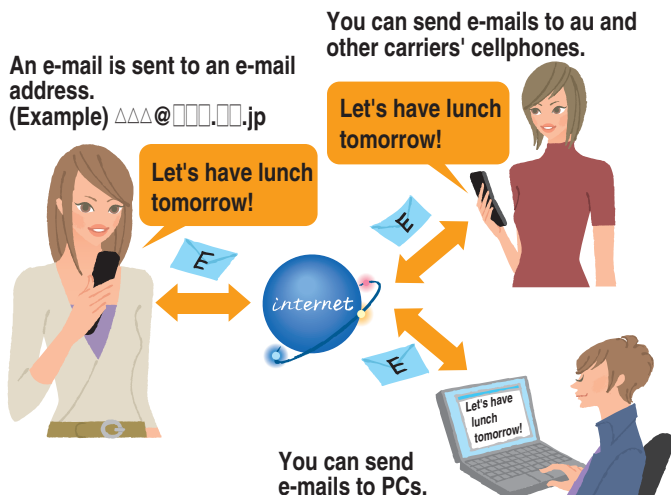 You can send e-mails to au and
other carriers' cellphones.
An e-mail is sent to an e-mail
address.
(Example) △△△@□□□.□□.jp
Let's have lunch
tomorrow!
Let's have lunch
tomorrow!
E
E
internet
E
Let's have
lunch
tomorrow!
You can send
e-mails to PCs.